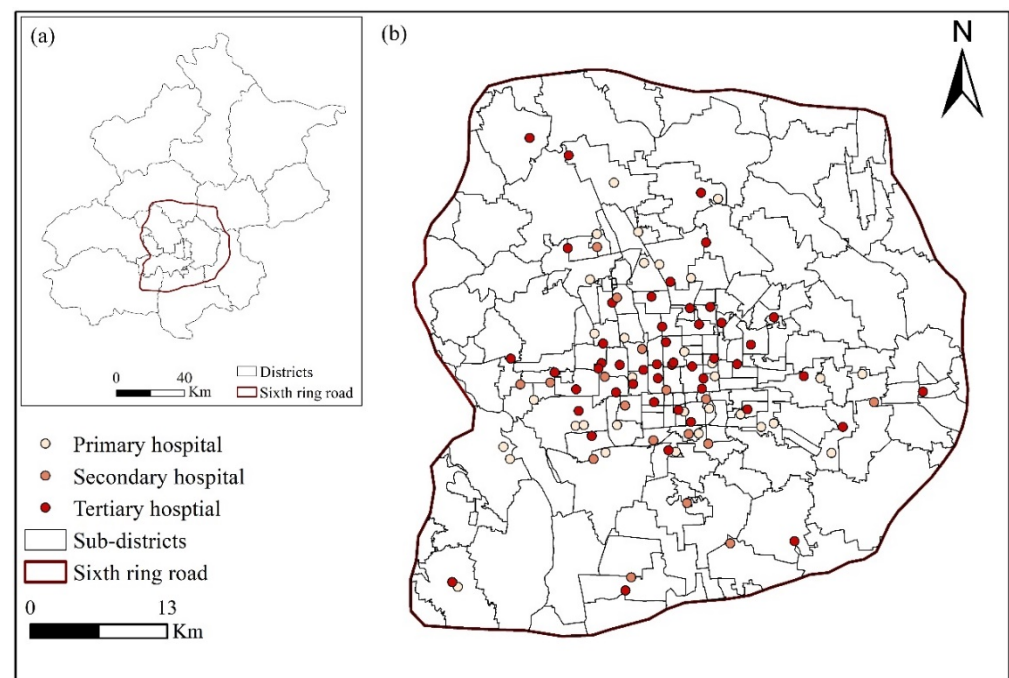 (a)
(b)
N
Districts
Sixth ring road
0 40
Km
Primary hospital
Secondary hospital
Tertiary hosptial
Sub-districts
Sixth ring road
0 13
Km